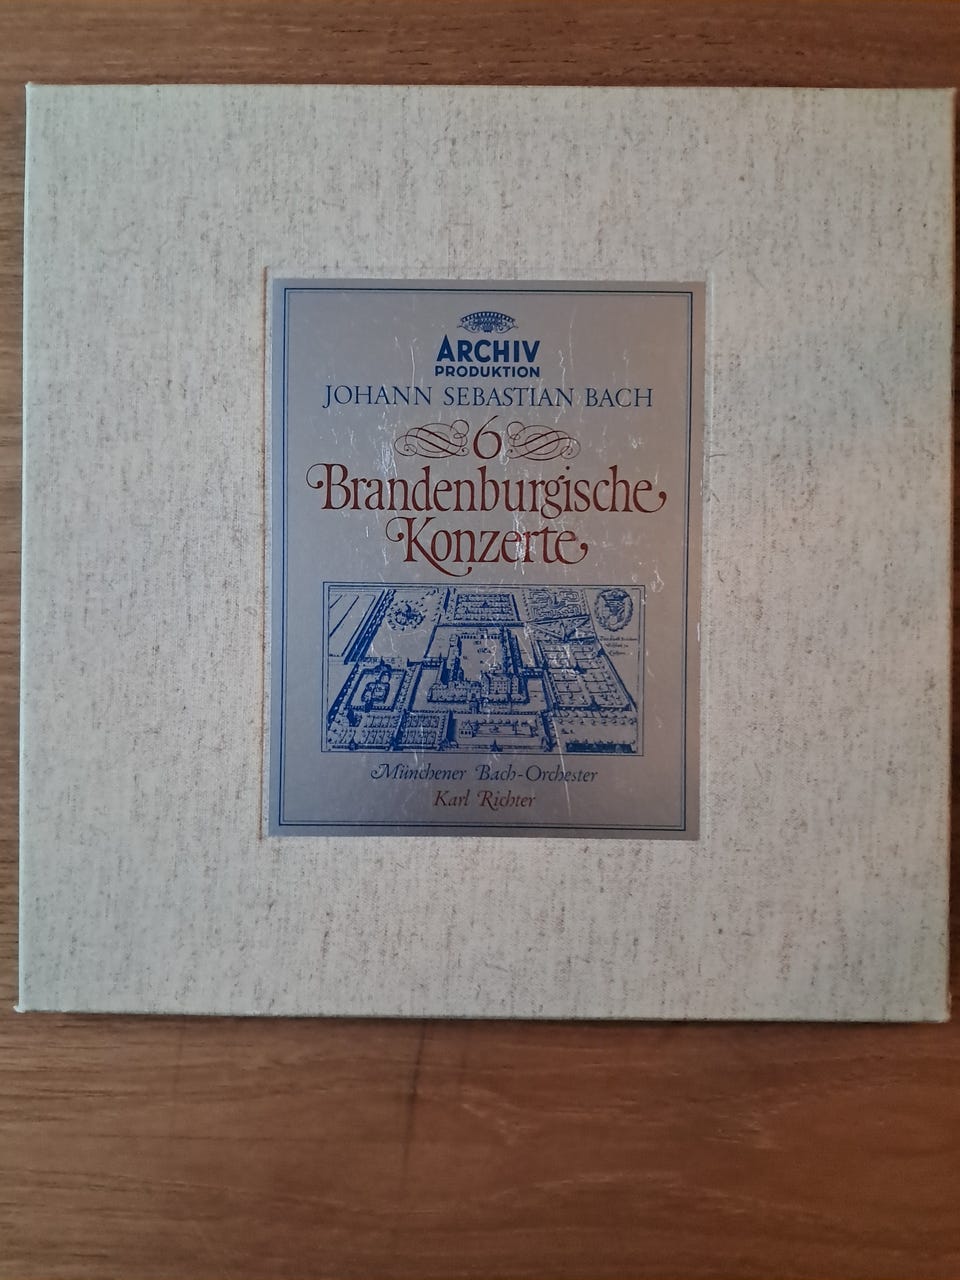 ARCHIV
PRODUKTION
JOHANN SEBASTIAN BACH
6
Brandenburgische
Konzerte
Münchener Bach-Orchester
Karl Richter